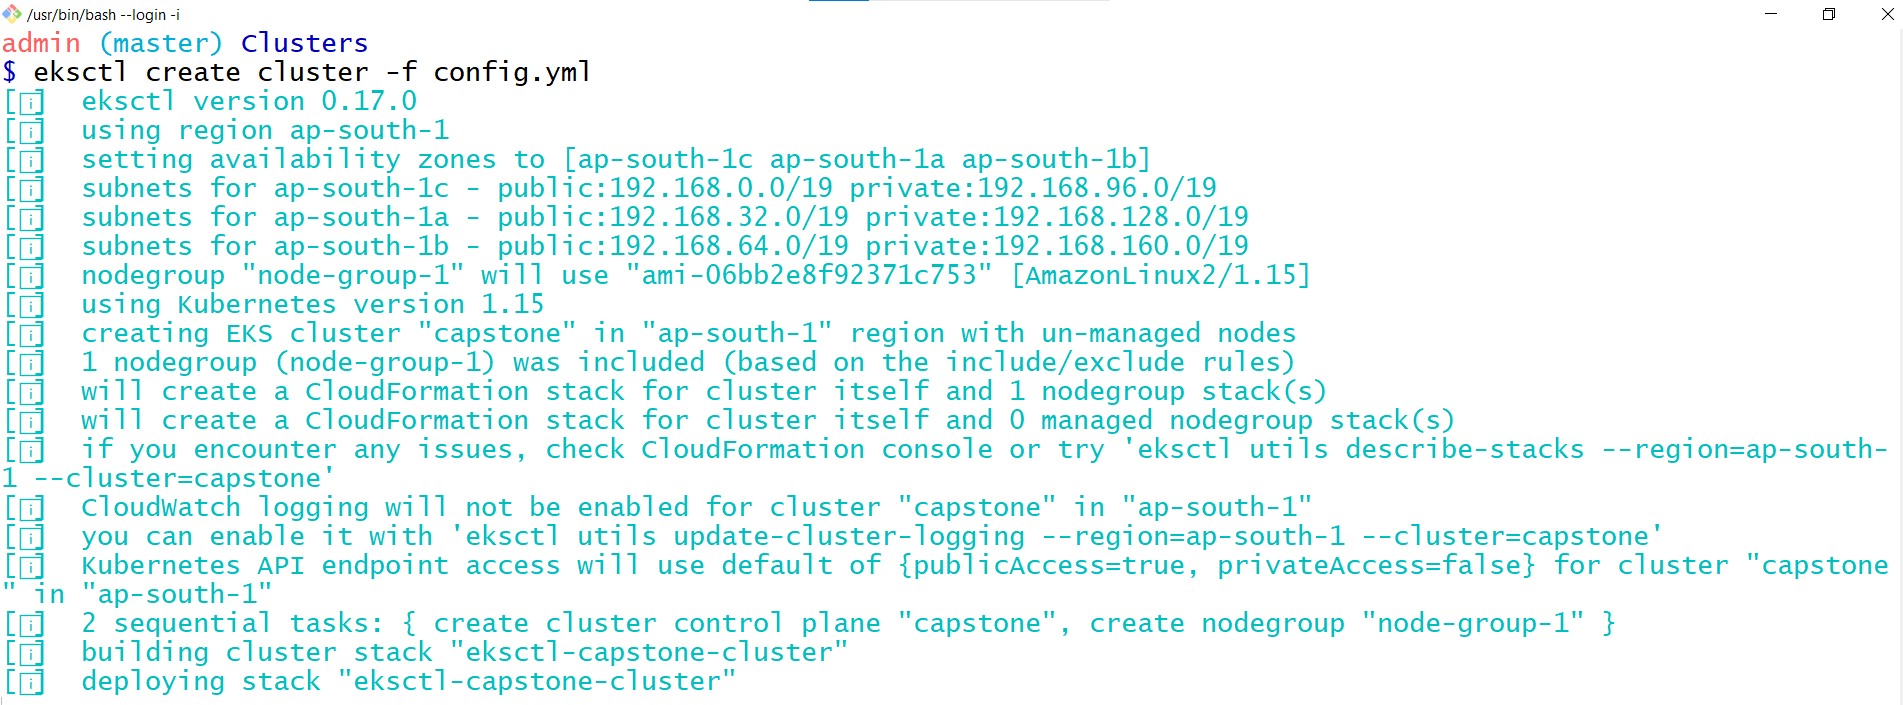 /usr/bin/bash --login -i
admin (master) Clusters
$ eksctl create cluster -f config.yml
[i]  eksctl version 0.17.0
[i]  using region ap-south-1
[i]  setting availability zones to [ap-south-1c ap-south-1a ap-south-1b]
[i]  subnets for ap-south-1c - public:192.168.0.0/19 private:192.168.96.0/19
[i]  subnets for ap-south-1a - public:192.168.32.0/19 private:192.168.128.0/19
[i]  subnets for ap-south-1b - public:192.168.64.0/19 private:192.168.160.0/19
[i]  nodegroup "node-group-1" will use "ami-06bb2e8f92371c753" [AmazonLinux2/1.15]
[i]  using Kubernetes version 1.15
[i]  creating EKS cluster "capstone" in "ap-south-1" region with un-managed nodes
[i]  1 nodegroup (node-group-1) was included (based on the include/exclude rules)
[i]  will create a CloudFormation stack for cluster itself and 1 nodegroup stack(s)
[i]  will create a CloudFormation stack for cluster itself and 0 managed nodegroup stack(s)
[i]  if you encounter any issues, check CloudFormation console or try 'eksctl utils describe-stacks --region=ap-south-
1 --cluster=capstone'
[i]  CloudWatch logging will not be enabled for cluster "capstone" in "ap-south-1"
[i]  you can enable it with 'eksctl utils update-cluster-logging --region=ap-south-1 --cluster=capstone'
[i]  Kubernetes API endpoint access will use default of {publicAccess=true, privateAccess=false} for cluster "capstone
" in "ap-south-1"
[i]  2 sequential tasks: { create cluster control plane "capstone", create nodegroup "node-group-1" }
[i]  building cluster stack "eksctl-capstone-cluster"
[i]  deploying stack "eksctl-capstone-cluster"